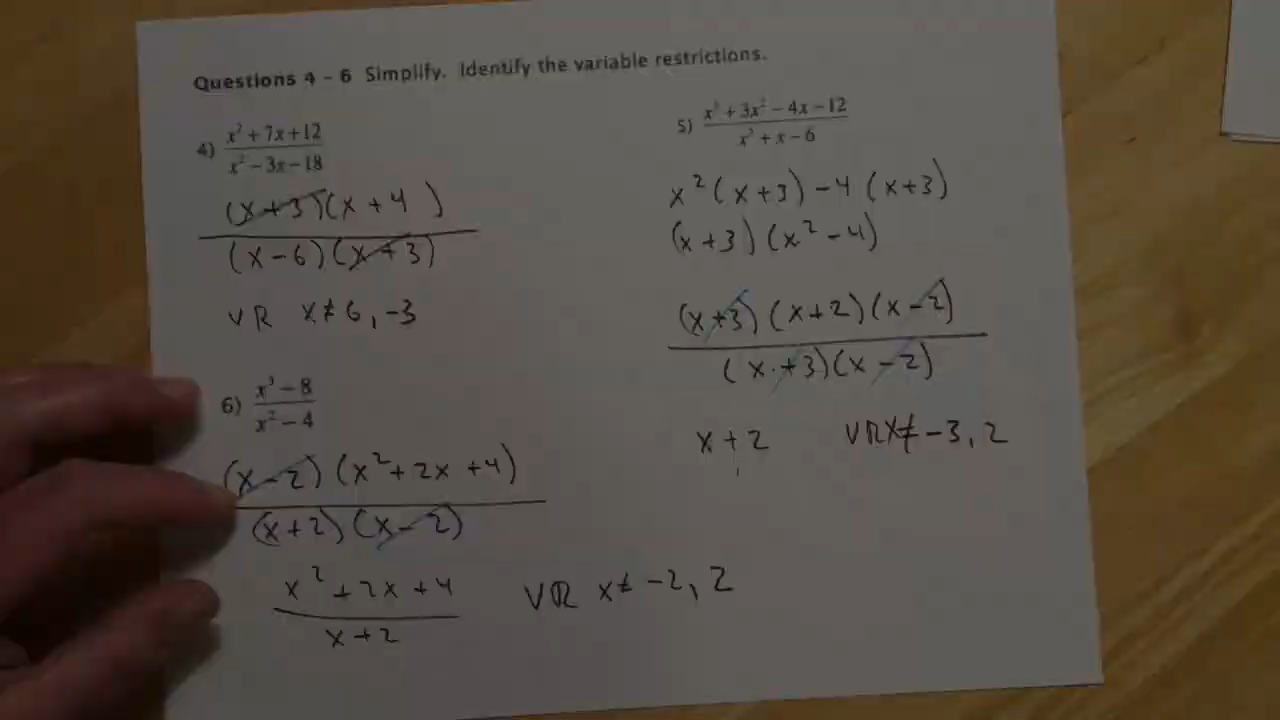 Questions 4 - 6 Simplify. Identify the variable restrictions.
4) x² + 7x + 12
x² - 3x - 18
(x+3)(x+4)
(x-6)(x+3)
VR x≠6, -3
5) x³ + 3x² - 4x - 12
x² + x - 6
x²(x+3) -4(x+3)
(x+3)(x²-4)
(x+3)(x+2)(x-2)
(x+3)(x-2)
x+2 VR x≠-3, 2
6) x³ - 8
x² - 4
(x-2)(x²+2x+4)
(x+2)(x-2)
x²+2x+4
x+2
VR x≠-2, 2